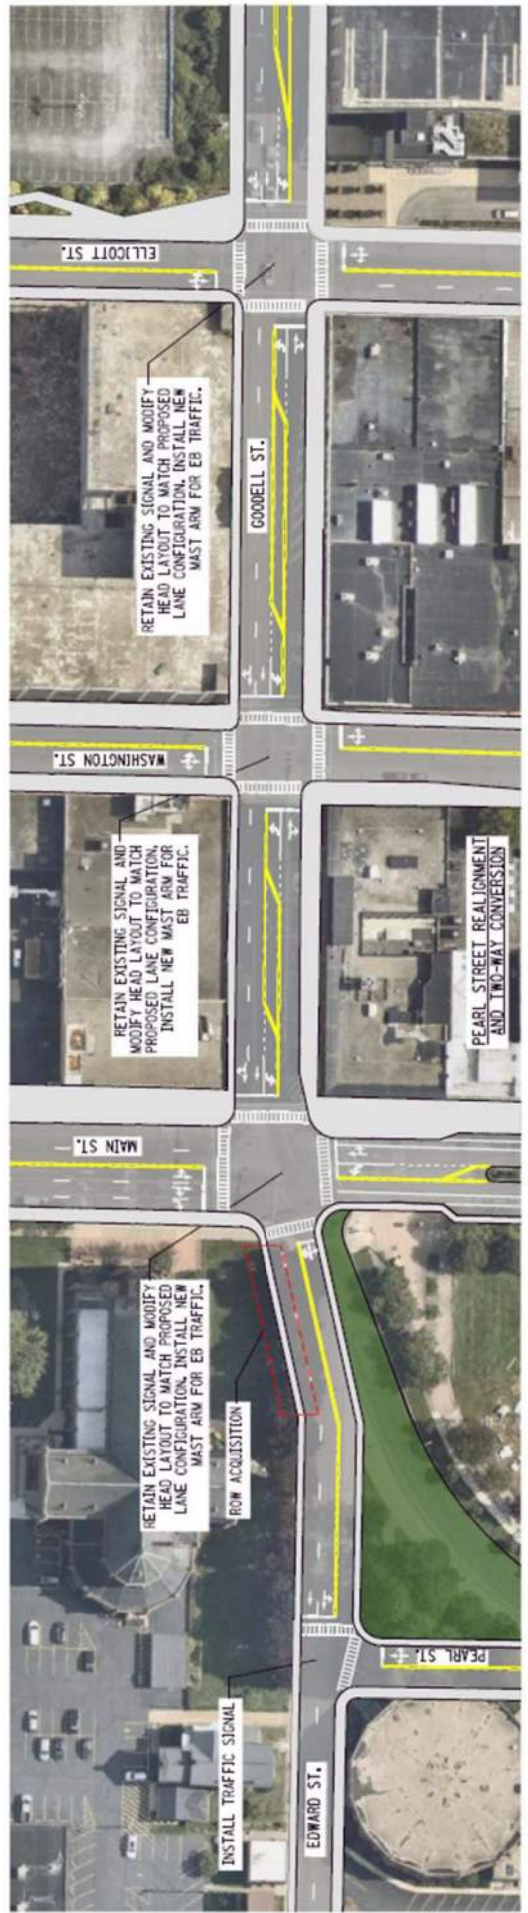 ELLICOTT ST.
RETAIN EXISTING SIGNAL AND MODIFY
HEAD LAYOUT TO MATCH PROPOSED
LANE CONFIGURATION. INSTALL NEW
MAST ARM FOR EB TRAFFIC.
GOODELL ST.
WASHINGTON ST.
RETAIN EXISTING SIGNAL AND
MODIFY HEAD LAYOUT TO MATCH
PROPOSED LANE CONFIGURATION.
INSTALL NEW MAST ARM FOR
EB TRAFFIC.
PEARL STREET REALIGNMENT
AND TWO-WAY CONVERSION
MAIN ST.
RETAIN EXISTING SIGNAL AND MODIFY
HEAD LAYOUT TO MATCH PROPOSED
LANE CONFIGURATION. INSTALL NEW
MAST ARM FOR EB TRAFFIC.
ROW ACQUISITION
PEARL ST.
INSTALL TRAFFIC SIGNAL
EDWARD ST.